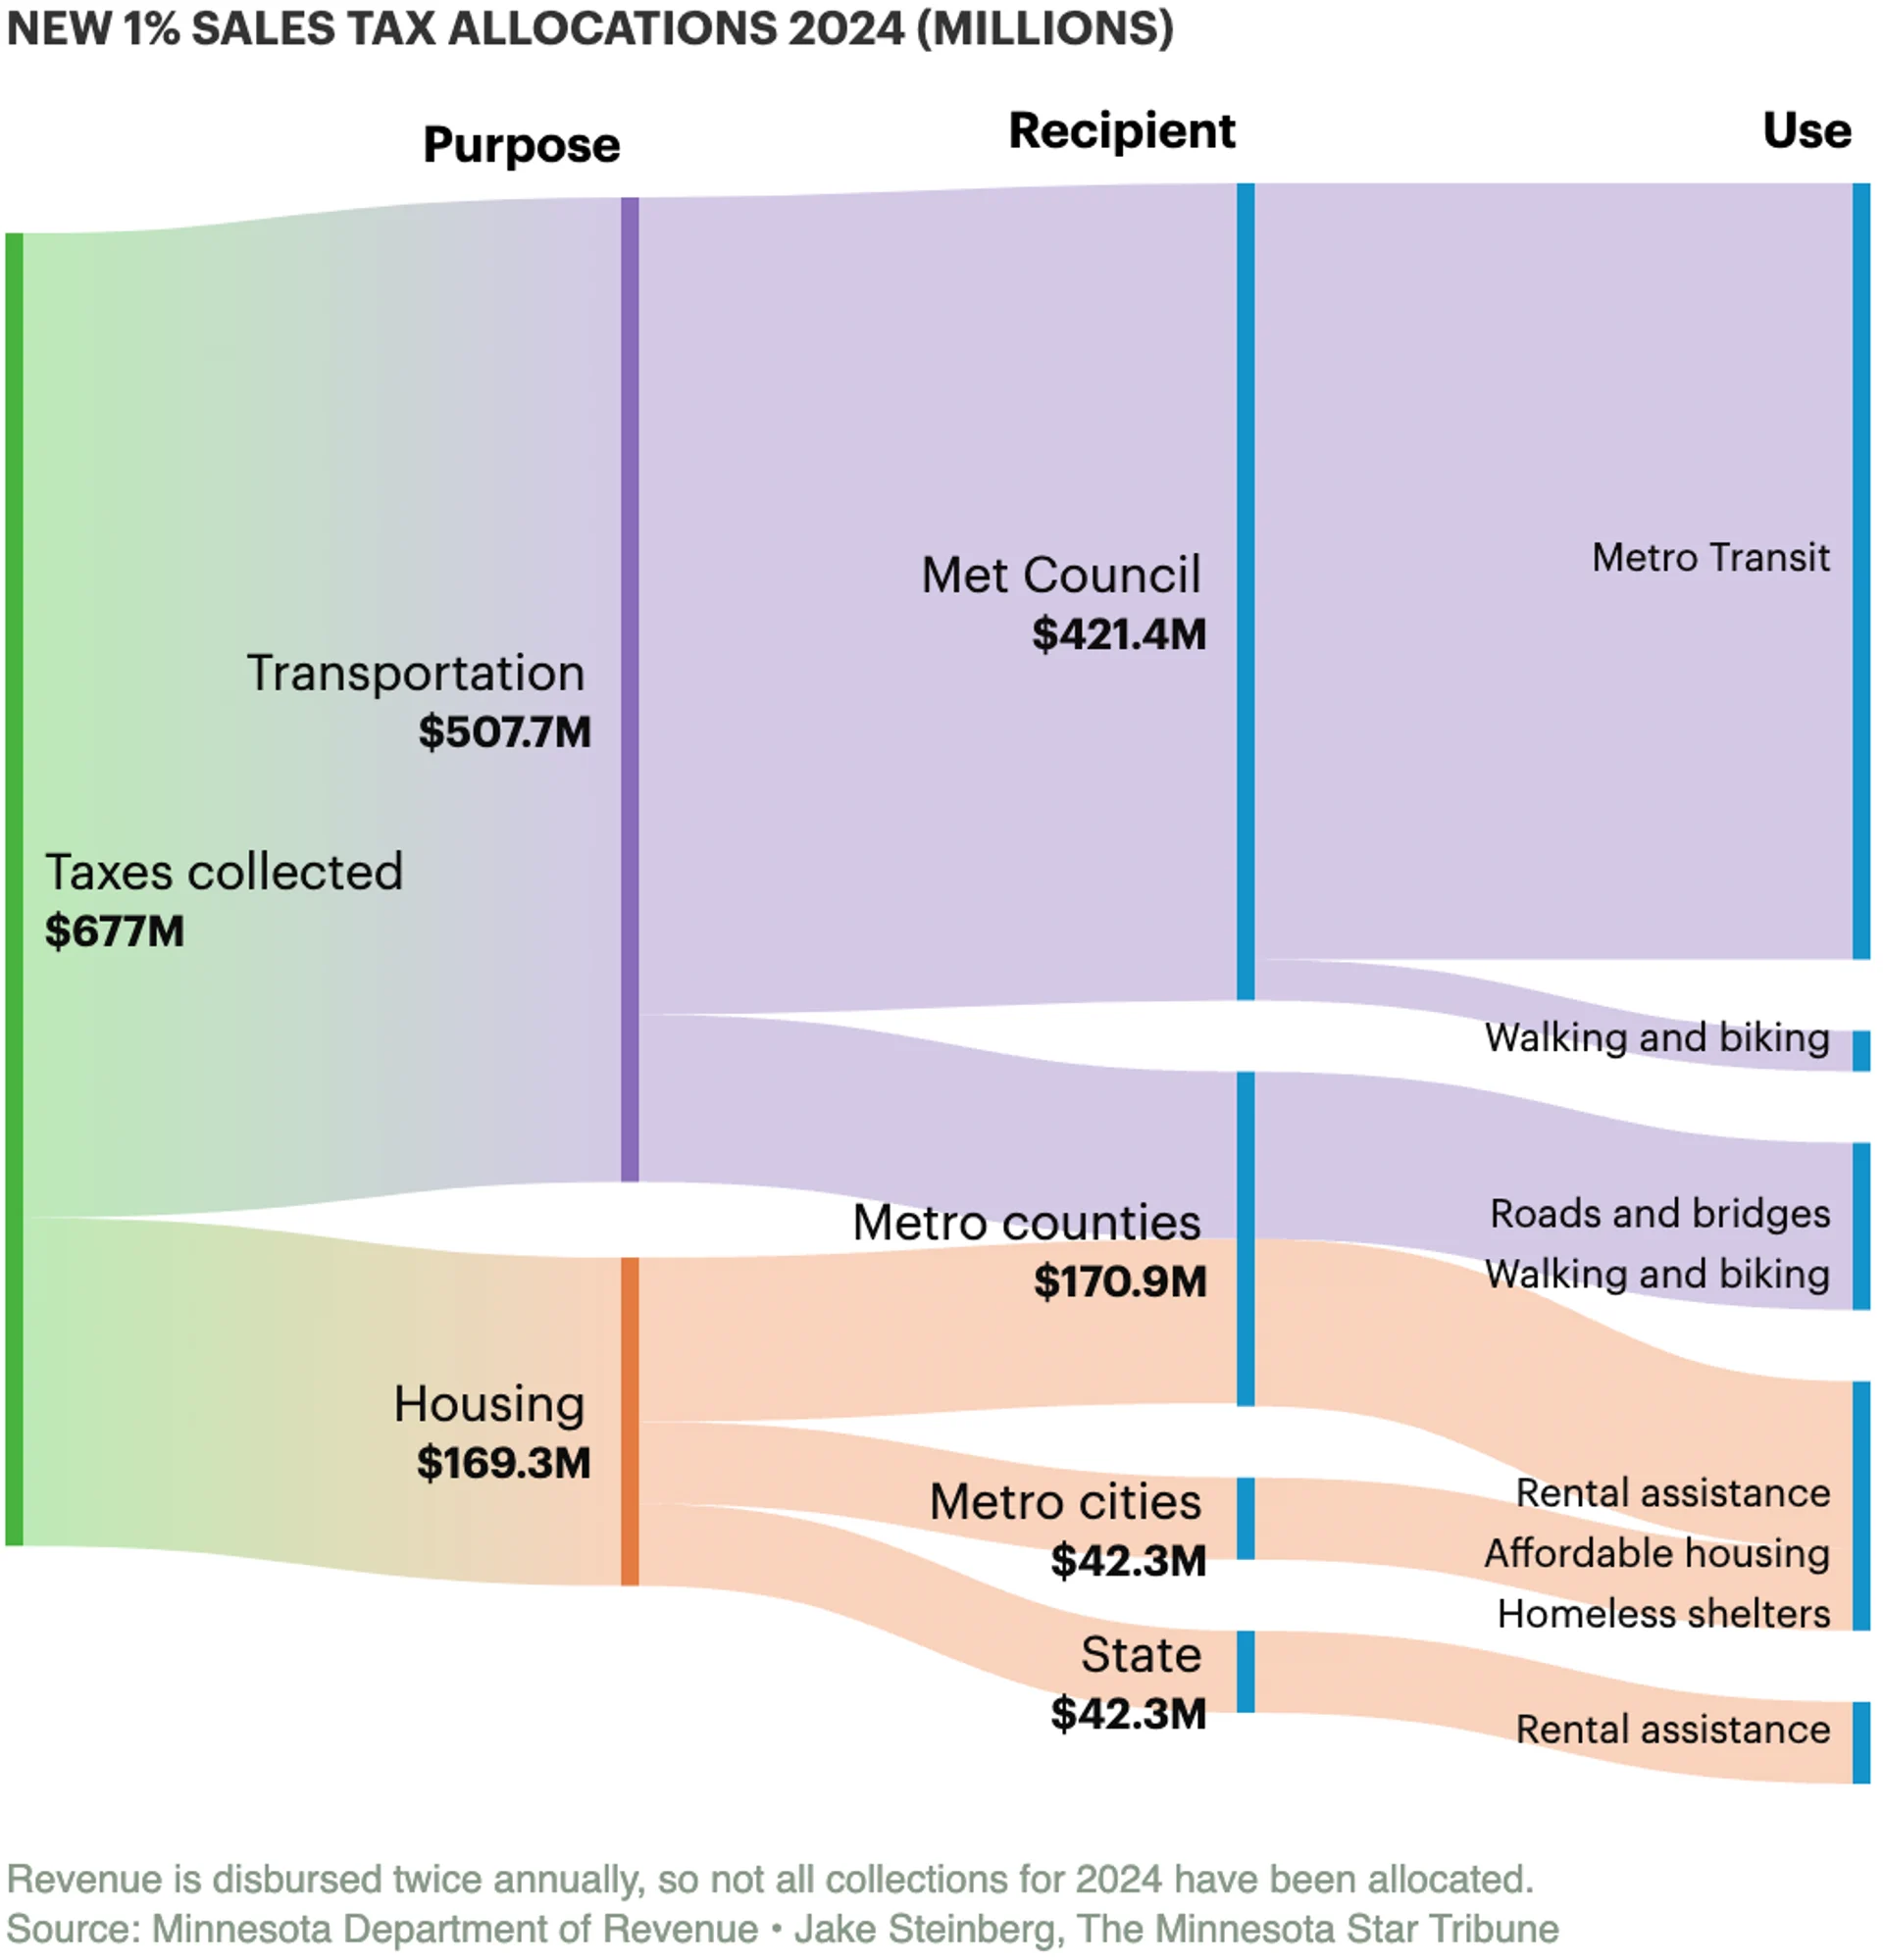 NEW 1% SALES TAX ALLOCATIONS 2024 (MILLIONS)
Purpose
Recipient
Use
Taxes collected
$677M
Transportation
$507.7M
Housing
$169.3M
Met Council
$421.4M
Metro counties
$170.9M
Metro cities
$42.3M
State
$42.3M
Metro Transit
Walking and biking
Roads and bridges
Walking and biking
Rental assistance
Affordable housing
Homeless shelters
Rental assistance
Revenue is disbursed twice annually, so not all collections for 2024 have been allocated.
Source: Minnesota Department of Revenue • Jake Steinberg, The Minnesota Star Tribune